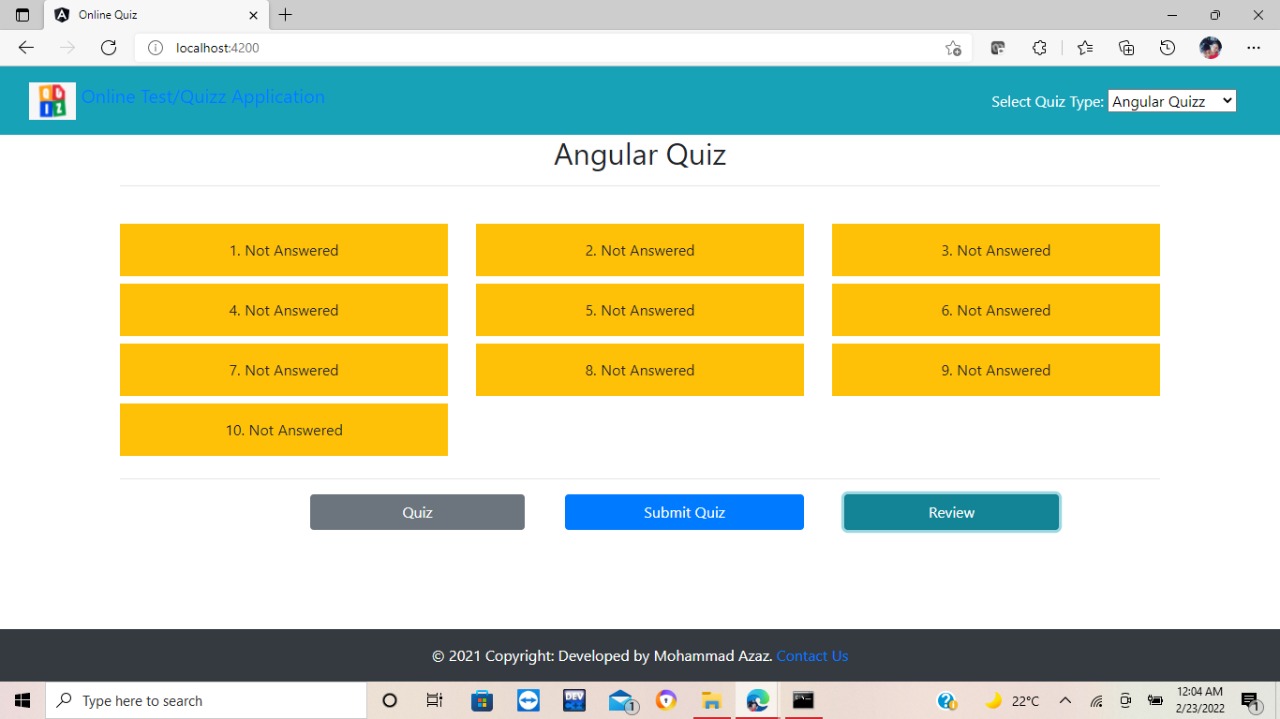 Online Quiz
localhost:4200
Online Test/Quizz Application
Select Quiz Type: Angular Quizz
Angular Quiz
1. Not Answered
2. Not Answered
3. Not Answered
4. Not Answered
5. Not Answered
6. Not Answered
7. Not Answered
8. Not Answered
9. Not Answered
10. Not Answered
Quiz
Submit Quiz
Review
© 2021 Copyright: Developed by Mohammad Azaz. Contact Us
Type here to search
DEV
1
22°C
12:04 AM
2/23/2022
1